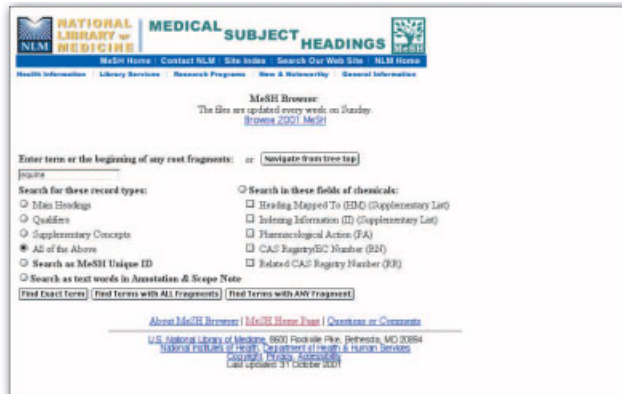 NATIONAL LIBRARY OF MEDICINE
NLM
MEDICAL SUBJECT HEADINGS
MeSH
MeSH Home | Contact NLM | Site Index | Search Our Web Site | NLM Home
Health Information | Library Services | Research Programs | New & Noteworthy | General Information
MeSH Browser
The files are updated every week on Sunday.
Browse 2001 MeSH
Enter term or the beginning of any root fragments: or Navigate from tree top
equine
Search for these record types: Search in these fields of chemicals:
Main Headings Heading Mapped To (HM) (Supplementary List)
Qualifiers Indexing Information (II) (Supplementary List)
Supplementary Concepts Pharmacological Action (PA)
All of the Above CAS Registry/EC Number (RN)
Search as MeSH Unique ID Related CAS Registry Number (RR)
Search as text words in Annotation & Scope Note
Find Exact Term Find Terms with ALL Fragments Find Terms with ANY Fragment
About MeSH Browser | MeSH Home Page | Questions or Comments
U.S. National Library of Medicine, 8600 Rockville Pike, Bethesda, MD 20894
National Institutes of Health, Department of Health & Human Services
Copyright, Privacy, Accessibility
Last updated: 31 October 2001